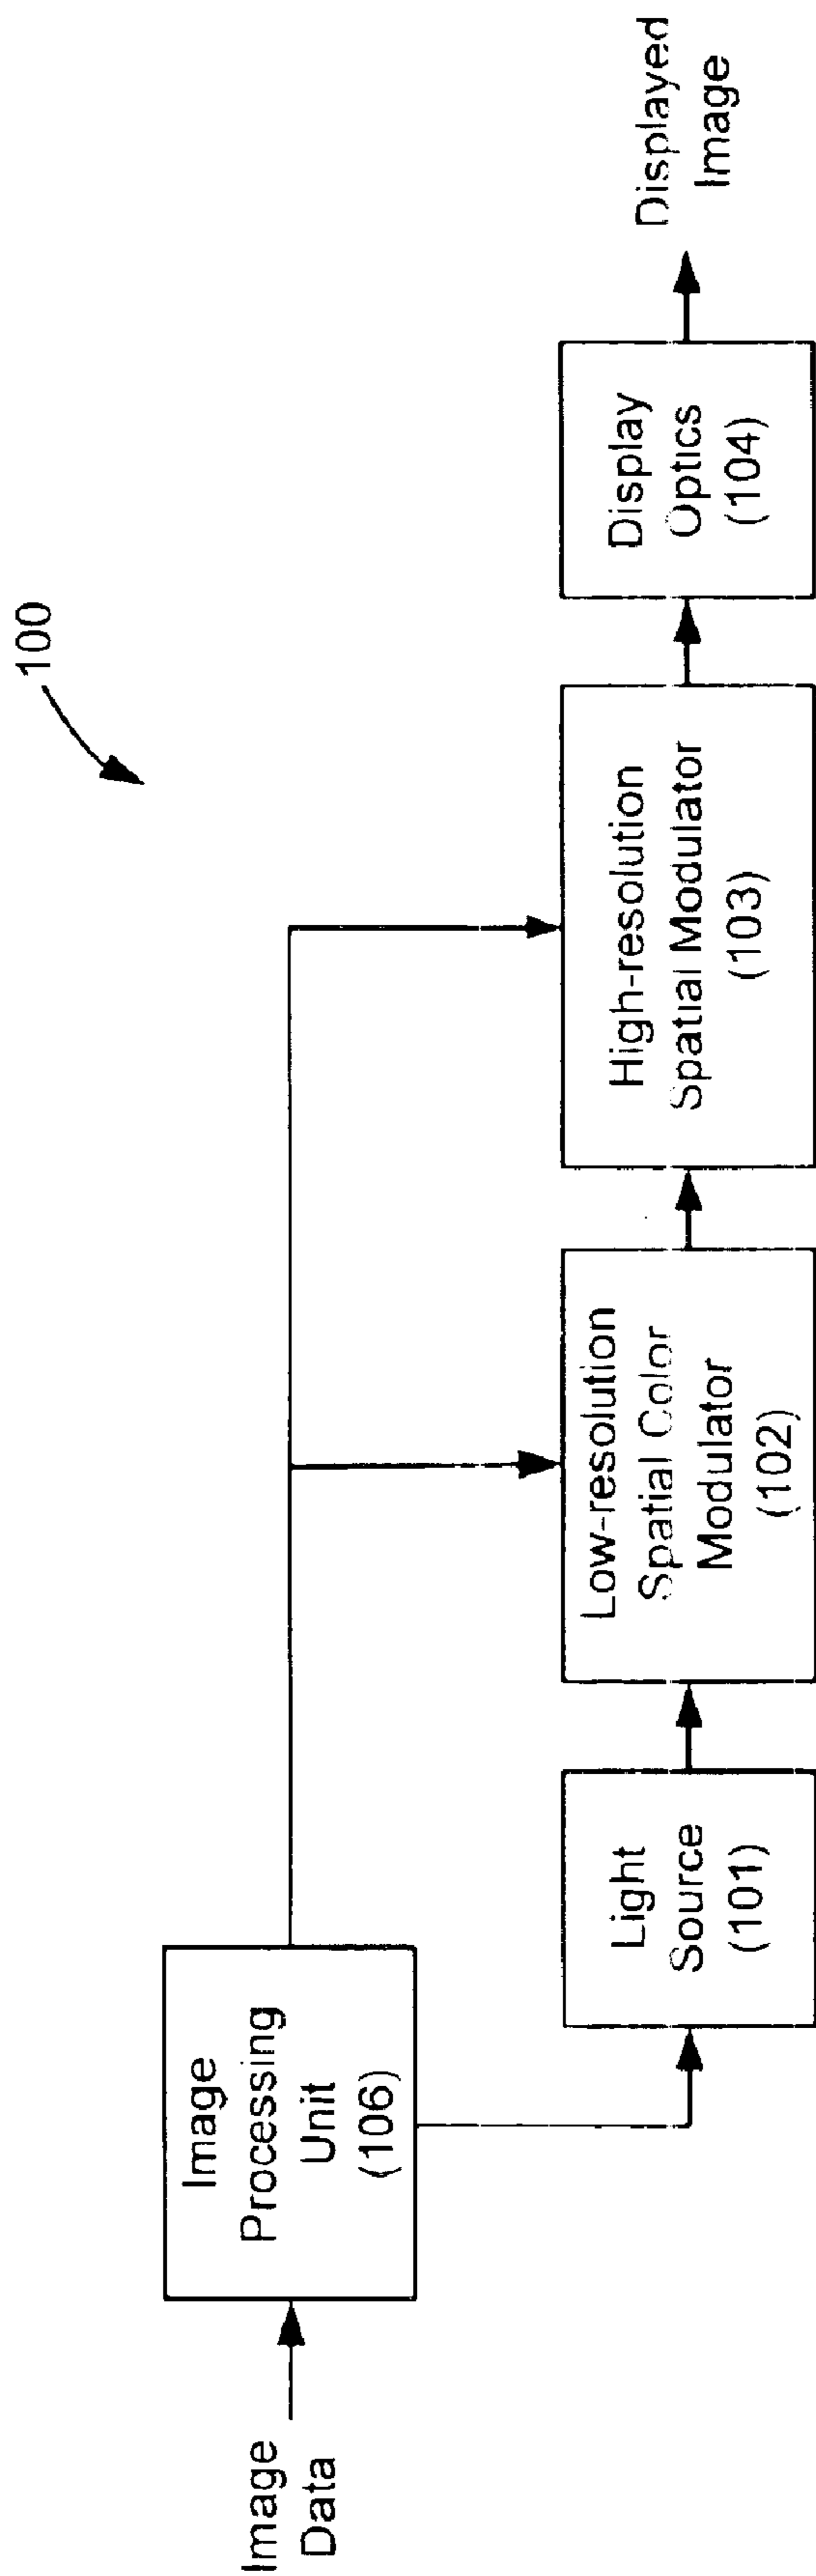 100
Image
Data
Image
Processing
Unit
(106)
Light
Source
(101)
Low-resolution
Spatial Color
Modulator
(102)
High-resolution
Spatial Modulator
(103)
Display
Optics
(104)
Displayed
Image